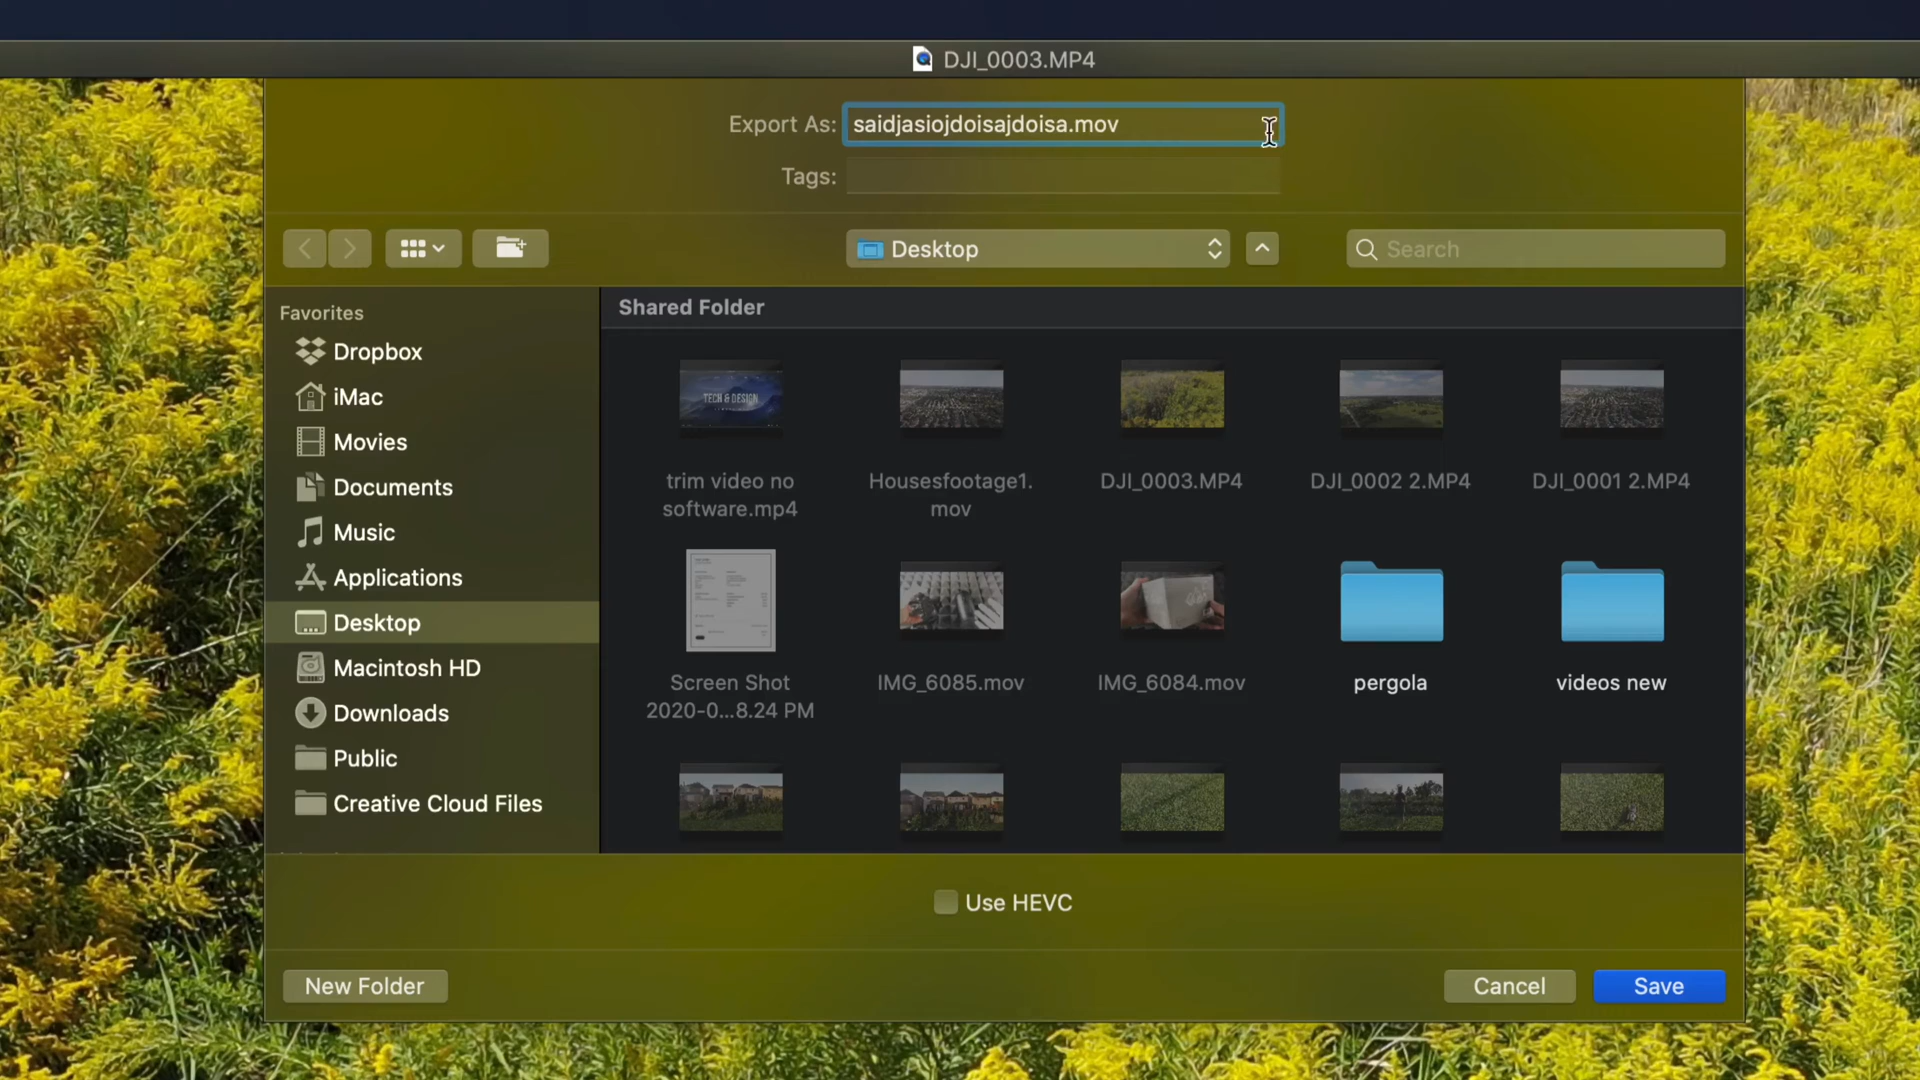 DJI_0003.MP4
Export As: saidjasiojdoisajdoisa.mov
Tags:
Desktop
Search
Favorites
Dropbox
iMac
Movies
Documents
Music
Applications
Desktop
Macintosh HD
Downloads
Public
Creative Cloud Files
Shared Folder
TECH & DESIGN
trim video no
software.mp4
Housesfootage1.
mov
DJI_0003.MP4
DJI_0002 2.MP4
DJI_0001 2.MP4
Screen Shot
2020-0...8.24 PM
IMG_6085.mov
IMG_6084.mov
pergola
videos new
Use HEVC
New Folder
Cancel
Save